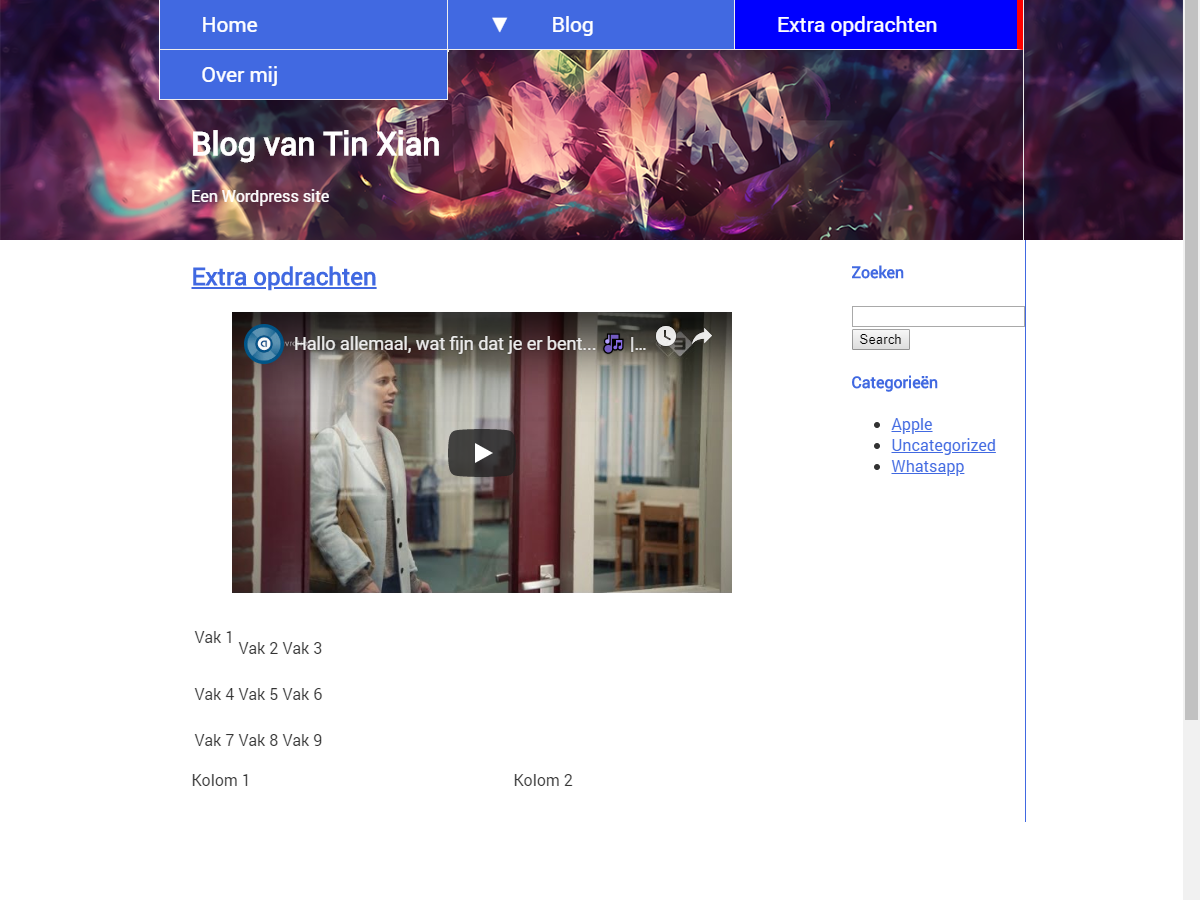 Home
▼ Blog
Extra opdrachten
Over mij
Blog van Tin Xian
Een Wordpress site
Extra opdrachten
Hallo allemaal, wat fijn dat je er bent... 🎶 |...
Vak 1
Vak 2 Vak 3
Vak 4 Vak 5 Vak 6
Vak 7 Vak 8 Vak 9
Kolom 1
Kolom 2
Zoeken
Search
Categorieën
Apple
Uncategorized
Whatsapp